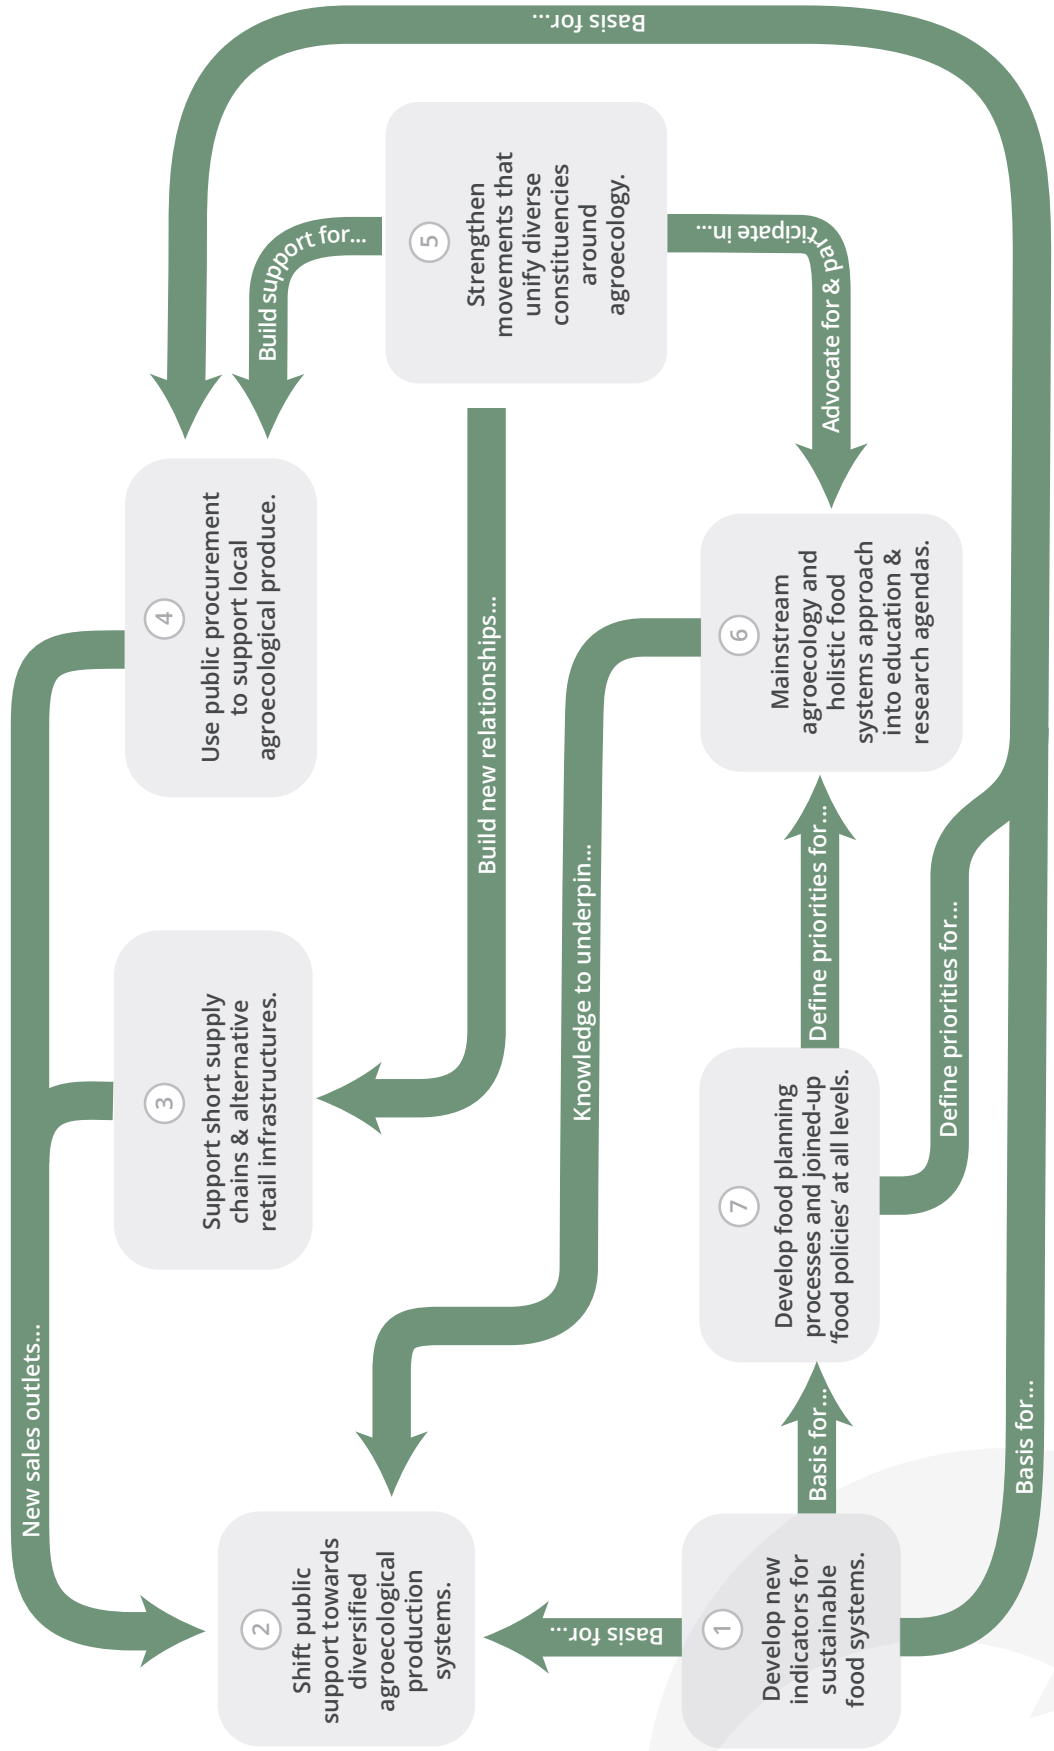 New sales outlets...
2
Shift public
support towards
diversified
agroecological
production
systems.
3
Support short supply
chains & alternative
retail infrastructures.
4
Use public procurement
to support local
agroecological produce.
Build support for...
Basis for...
Build new relationships...
5
Strengthen
movements that
unify diverse
constituencies
around
agroecology.
Knowledge to underpin...
Basis for...
1
Develop new
indicators for
sustainable
food systems.
Basis for...
7
Develop food planning
processes and joined-up
‘food policies’ at all levels.
Define priorities for...
6
Mainstream
agroecology and
holistic food
systems approach
into education &
research agendas.
Advocate for & participate in...
Define priorities for...
Basis for...